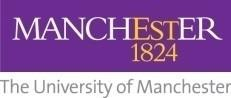 MANCHESTER
1824
The University of Manchester